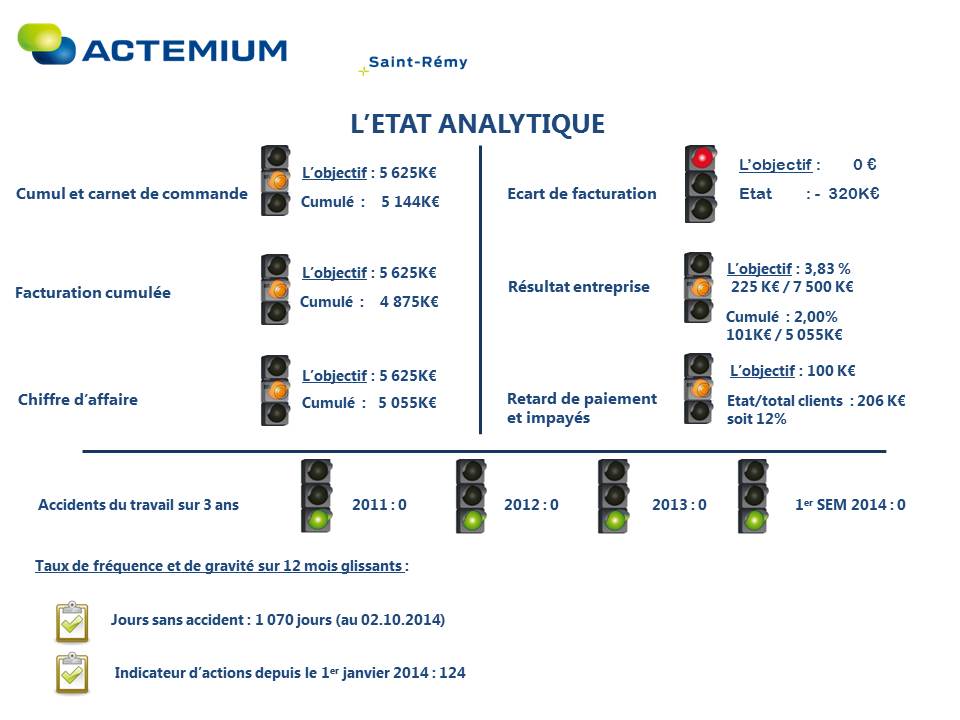 ACTEMIUM
Saint-Rémy
L’ETAT ANALYTIQUE
Cumul et carnet de commande
L’objectif : 5 625K€
Cumulé : 5 144K€
Facturation cumulée
L’objectif : 5 625K€
Cumulé : 4 875K€
Chiffre d’affaire
L’objectif : 5 625K€
Cumulé : 5 055K€
Ecart de facturation
L’objectif : 0 €
Etat : - 320K€
Résultat entreprise
L’objectif : 3,83 %
225 K€ / 7 500 K€
Cumulé : 2,00%
101K€ / 5 055K€
Retard de paiement
et impayés
L’objectif : 100 K€
Etat/total clients : 206 K€
soit 12%
Accidents du travail sur 3 ans
2011 : 0
2012 : 0
2013 : 0
1er SEM 2014 : 0
Taux de fréquence et de gravité sur 12 mois glissants :
Jours sans accident : 1 070 jours (au 02.10.2014)
Indicateur d’actions depuis le 1er janvier 2014 : 124